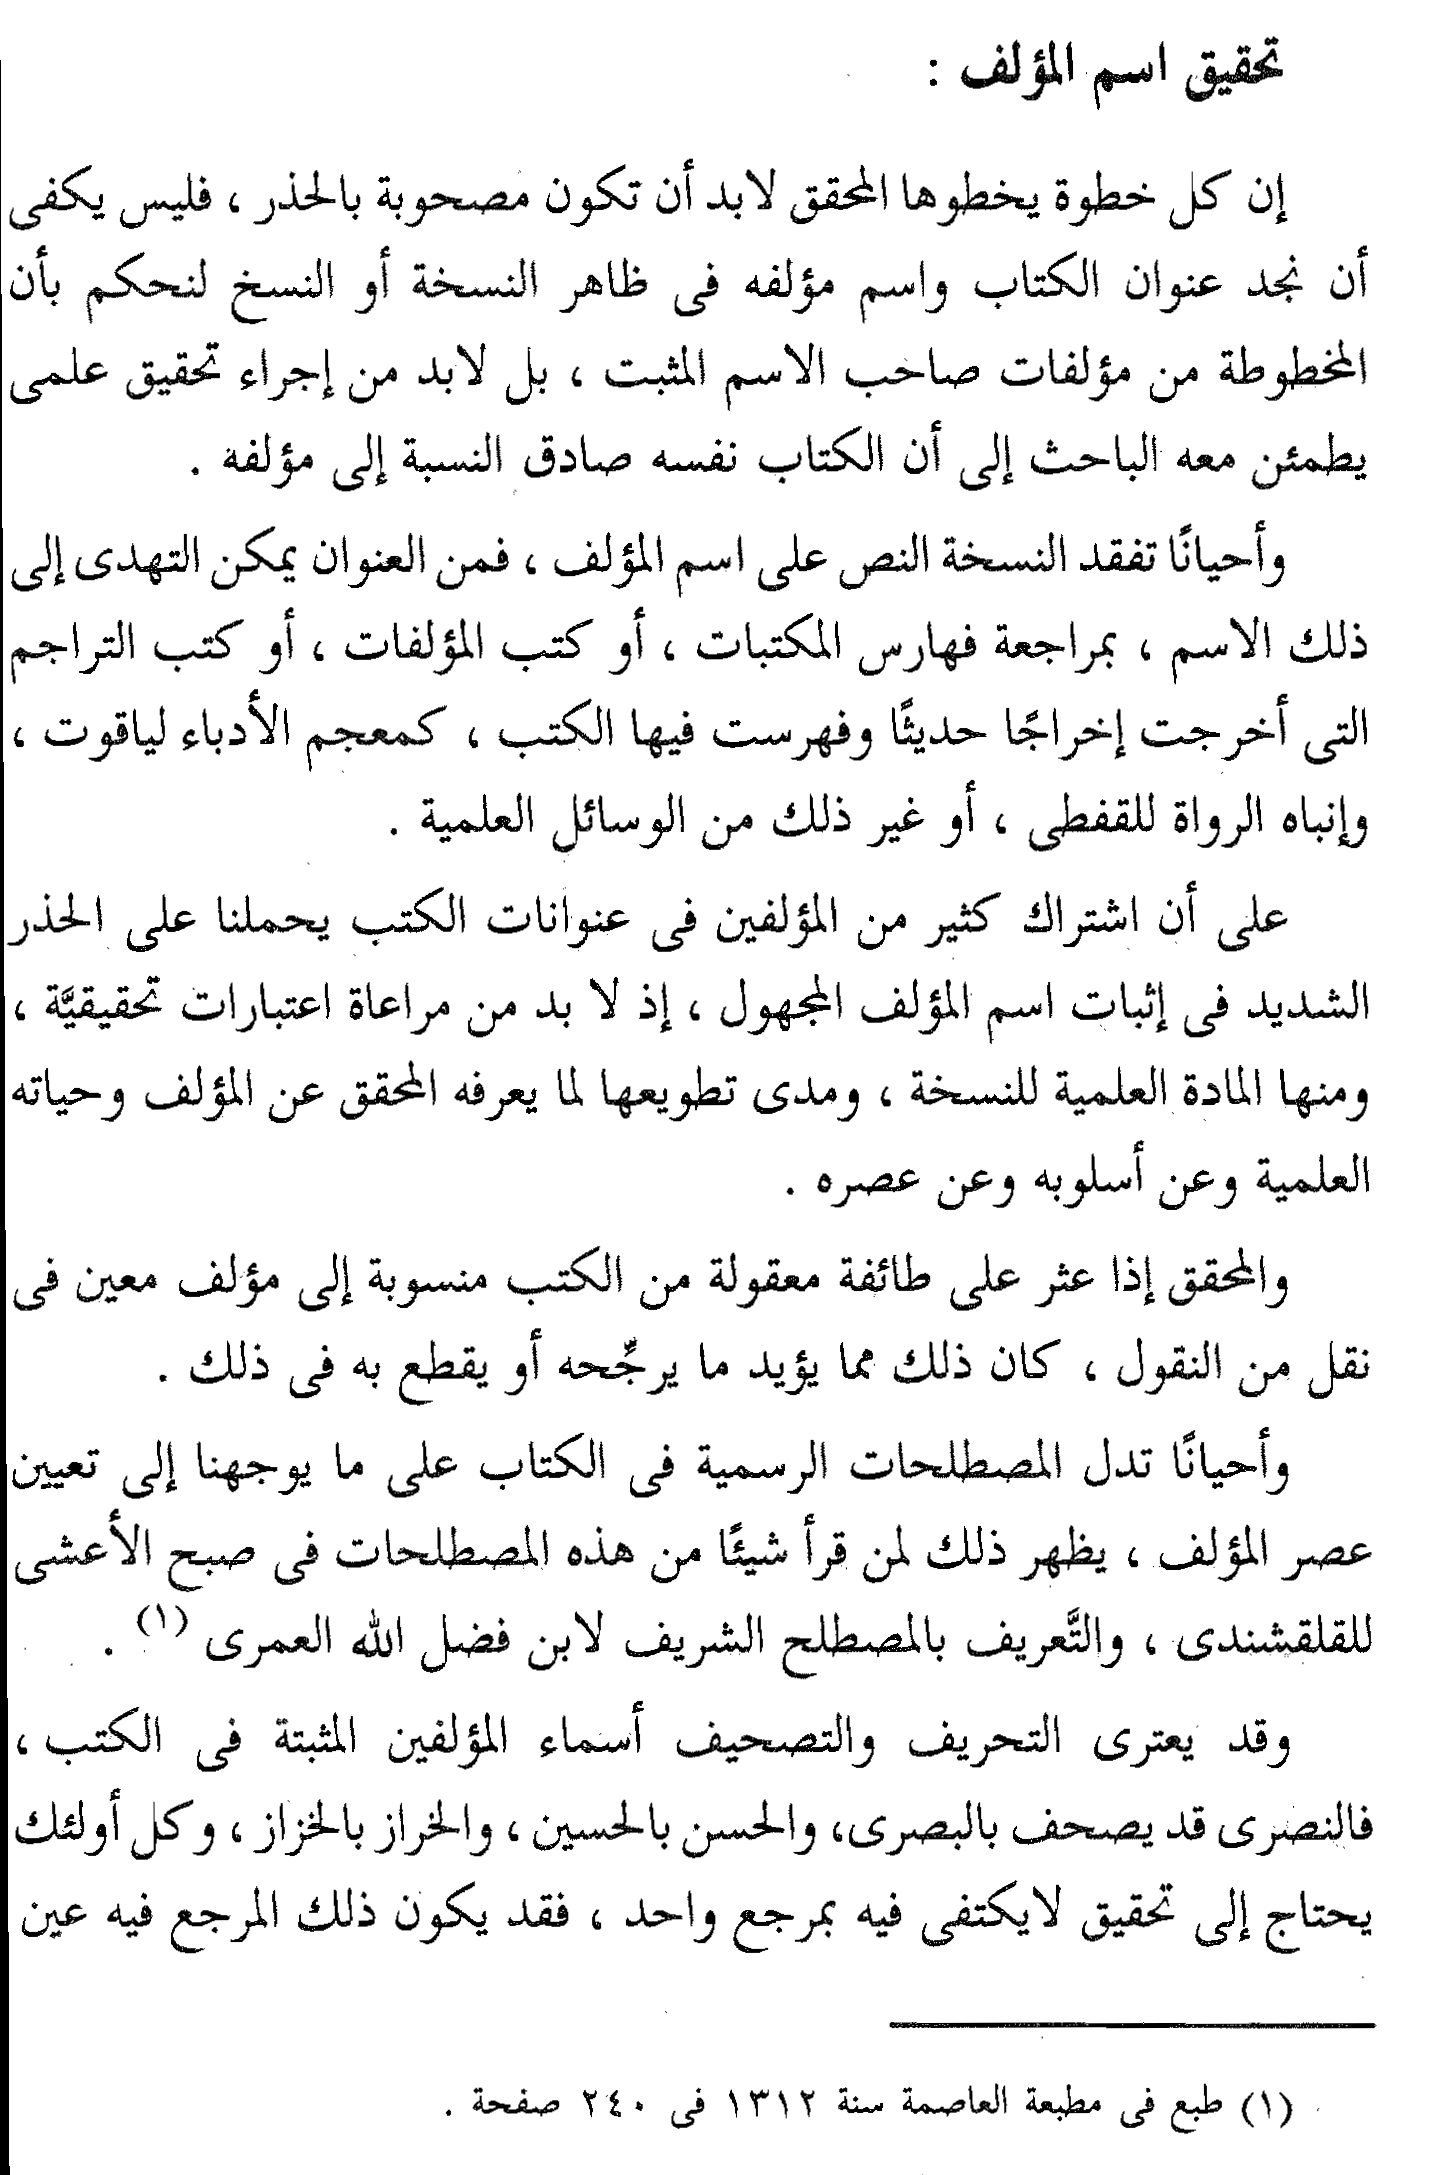 تحقيق اسم المؤلف :
إن كل خطوة يخطوها المحقق لابد أن تكون مصحوبة بالحذر ، فليس يكفى
أن نجد عنوان الكتاب واسم مؤلفه فى ظاهر النسخة أو النسخ لنحكم بأن
المخطوطة من مؤلفات صاحب الاسم المثبت ، بل لابد من إجراء تحقيق علمى
يطمئن معه الباحث إلى أن الكتاب نفسه صادق النسبة إلى مؤلفه .
وأحيانًا تفقد النسخة النص على اسم المؤلف ، فمن العنوان يمكن التهدى إلى
ذلك الاسم ، بمراجعة فهارس المكتبات ، أو كتب المؤلفات ، أو كتب التراجم
التى أخرجت إخراجًا حديثًا وفهرست فيها الكتب ، كمعجم الأدباء لياقوت ،
وإنباه الرواة للقفطى ، أو غير ذلك من الوسائل العلمية .
على أن اشتراك كثير من المؤلفين فى عنوانات الكتب يحملنا على الحذر
الشديد فى إثبات اسم المؤلف المجهول ، إذ لا بد من مراعاة اعتبارات تحقيقيَّة ،
ومنها المادة العلمية للنسخة ، ومدى تطويعها لما يعرفه المحقق عن المؤلف وحياته
العلمية وعن أسلوبه وعن عصره .
والمحقق إذا عثر على طائفة معقولة من الكتب منسوبة إلى مؤلف معين فى
نقل من النقول ، كان ذلك مما يؤيد ما يرجِّحه أو يقطع به فى ذلك .
وأحيانًا تدل المصطلحات الرسمية فى الكتاب على ما يوجهنا إلى تعيين
عصر المؤلف ، يظهر ذلك لمن قرأ شيئًا من هذه المصطلحات فى صبح الأعشى
للقلقشندى ، والتَّعريف بالمصطلح الشريف لابن فضل الله العمرى (١) .
وقد يعترى التحريف والتصحيف أسماء المؤلفين المثبتة فى الكتب ،
فالنصرى قد يصحف بالبصرى، والحسن بالحسين ، والخراز بالخزاز ، وكل أولئك
يحتاج إلى تحقيق لايكتفى فيه بمرجع واحد ، فقد يكون ذلك المرجع فيه عين
(١) طبع فى مطبعة العاصمة سنة ١٣١٢ فى ٢٤٠ صفحة .